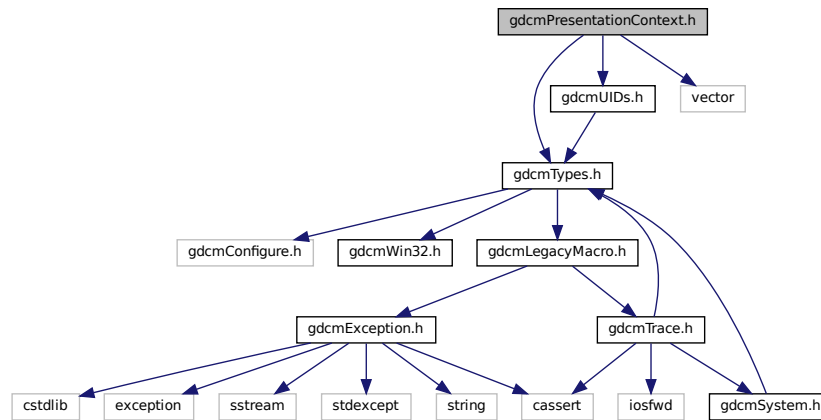 gdcmPresentationContext.h
gdcmUIDs.h
vector
gdcmTypes.h
gdcmConfigure.h
gdcmWin32.h
gdcmLegacyMacro.h
gdcmException.h
gdcmTrace.h
cstdlib
exception
sstream
stdexcept
string
cassert
iosfwd
gdcmSystem.h